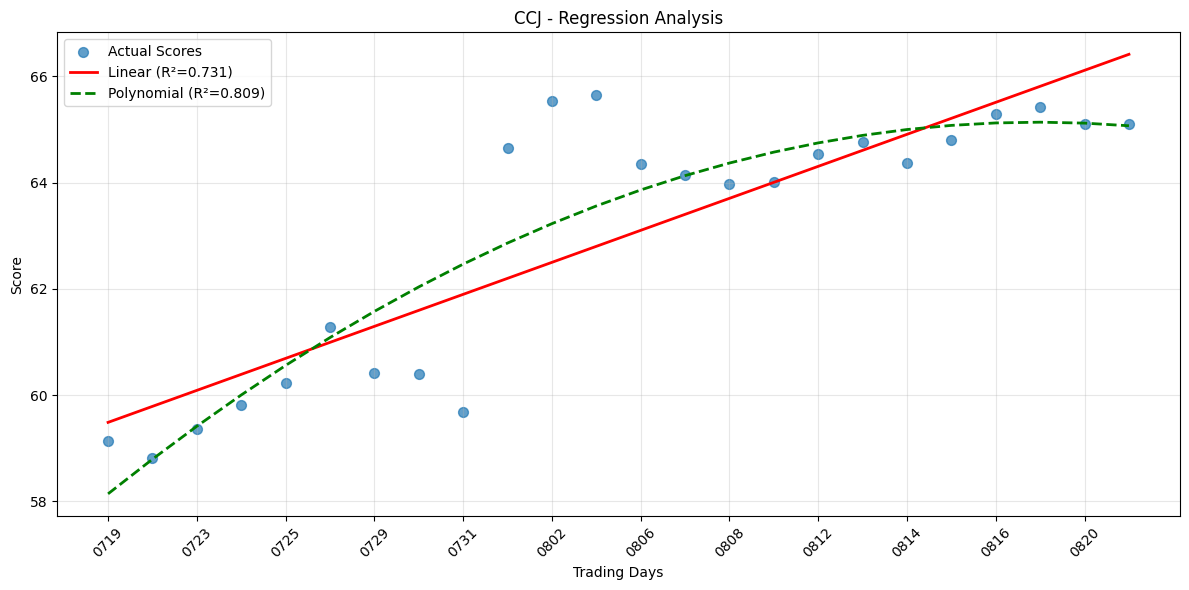 CCJ - Regression Analysis
Actual Scores
Linear (R²=0.731)
Polynomial (R²=0.809)
Score
66
64
62
60
58
0719
0723
0725
0729
0731
0802
0806
0808
0812
0814
0816
0820
Trading Days